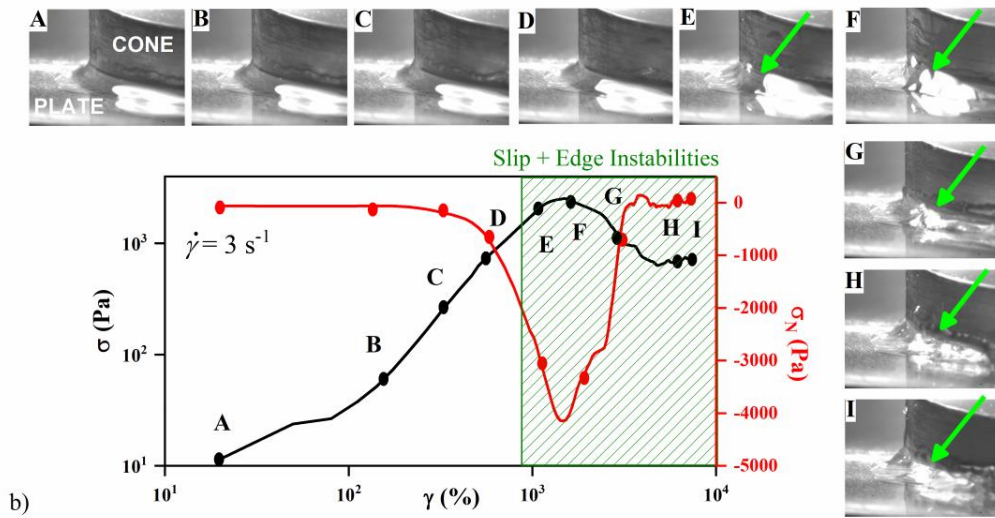 A
B
C
D
E
F
CONE
PLATE
G
H
I
Slip + Edge Instabilities
γ̇ = 3 s⁻¹
A
B
C
D
E
F
G
H
I
σ (Pa)
10³
10²
10¹
10¹
10²
10³
10⁴
γ (%)
0
-1000
-2000
-3000
-4000
-5000
σ_N (Pa)
b)